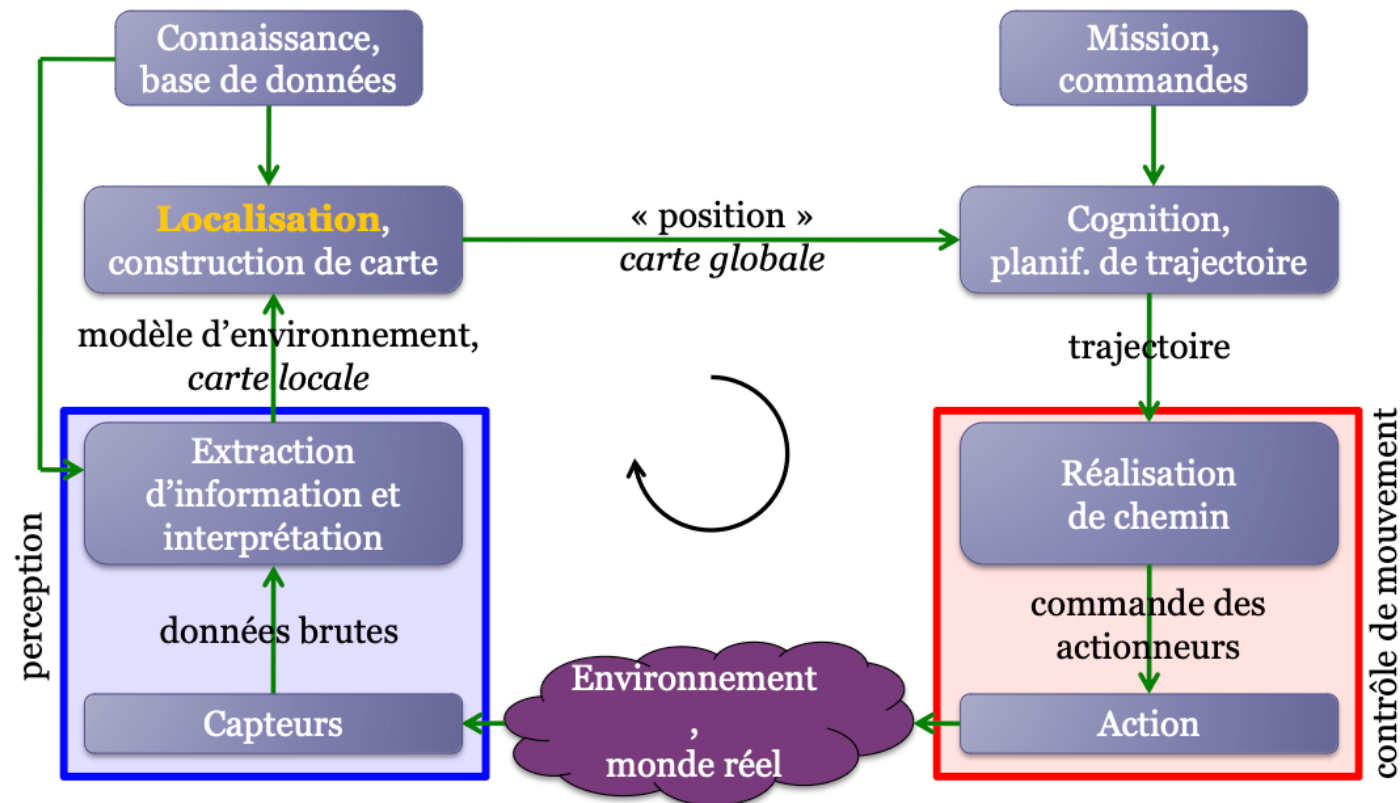 Connaissance,
base de données
Mission,
commandes
Localisation,
construction de carte
« position »
carte globale
Cognition,
planif. de trajectoire
modèle d’environnement,
carte locale
trajectoire
perception
Extraction
d’information et
interprétation
Réalisation
de chemin
contrôle de mouvement
données brutes
commande des
actionneurs
Capteurs
Environnement
,
monde réel
Action